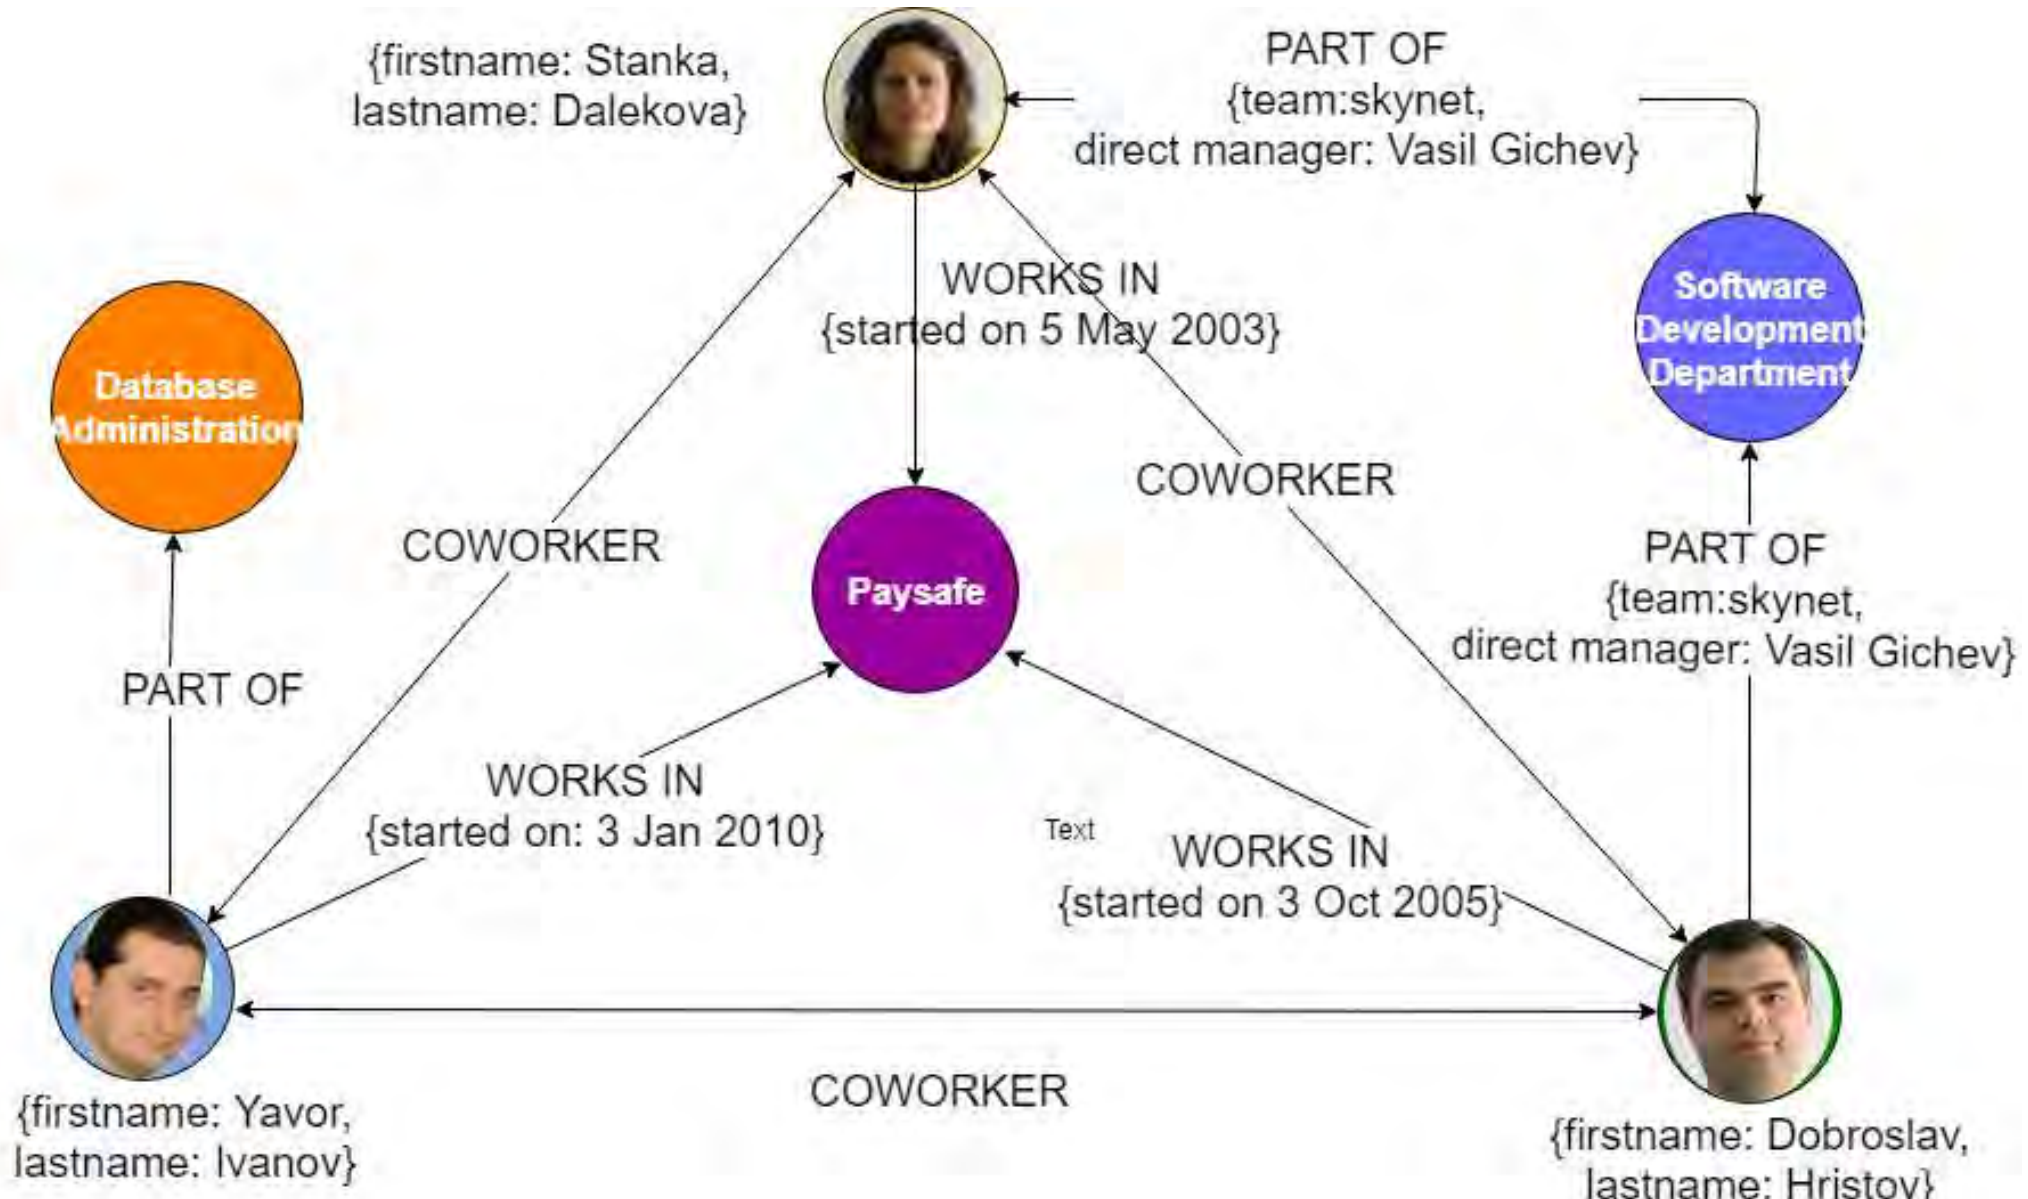 {firstname: Stanka,
lastname: Dalekova}
PART OF
{team:skynet,
direct manager: Vasil Gichev}
WORKS IN
{started on 5 May 2003}
Software
Development
Department
Database
Administration
COWORKER
COWORKER
Paysafe
PART OF
{team:skynet,
direct manager: Vasil Gichev}
PART OF
WORKS IN
{started on: 3 Jan 2010}
Text
WORKS IN
{started on 3 Oct 2005}
COWORKER
{firstname: Yavor,
lastname: Ivanov}
{firstname: Dobroslav,
lastname: Hristov}